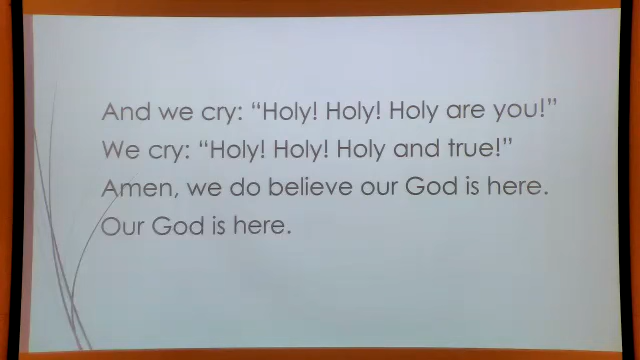 And we cry: “Holy! Holy! Holy are you!”
We cry: “Holy! Holy! Holy and true!”
Amen, we do believe our God is here.
Our God is here.